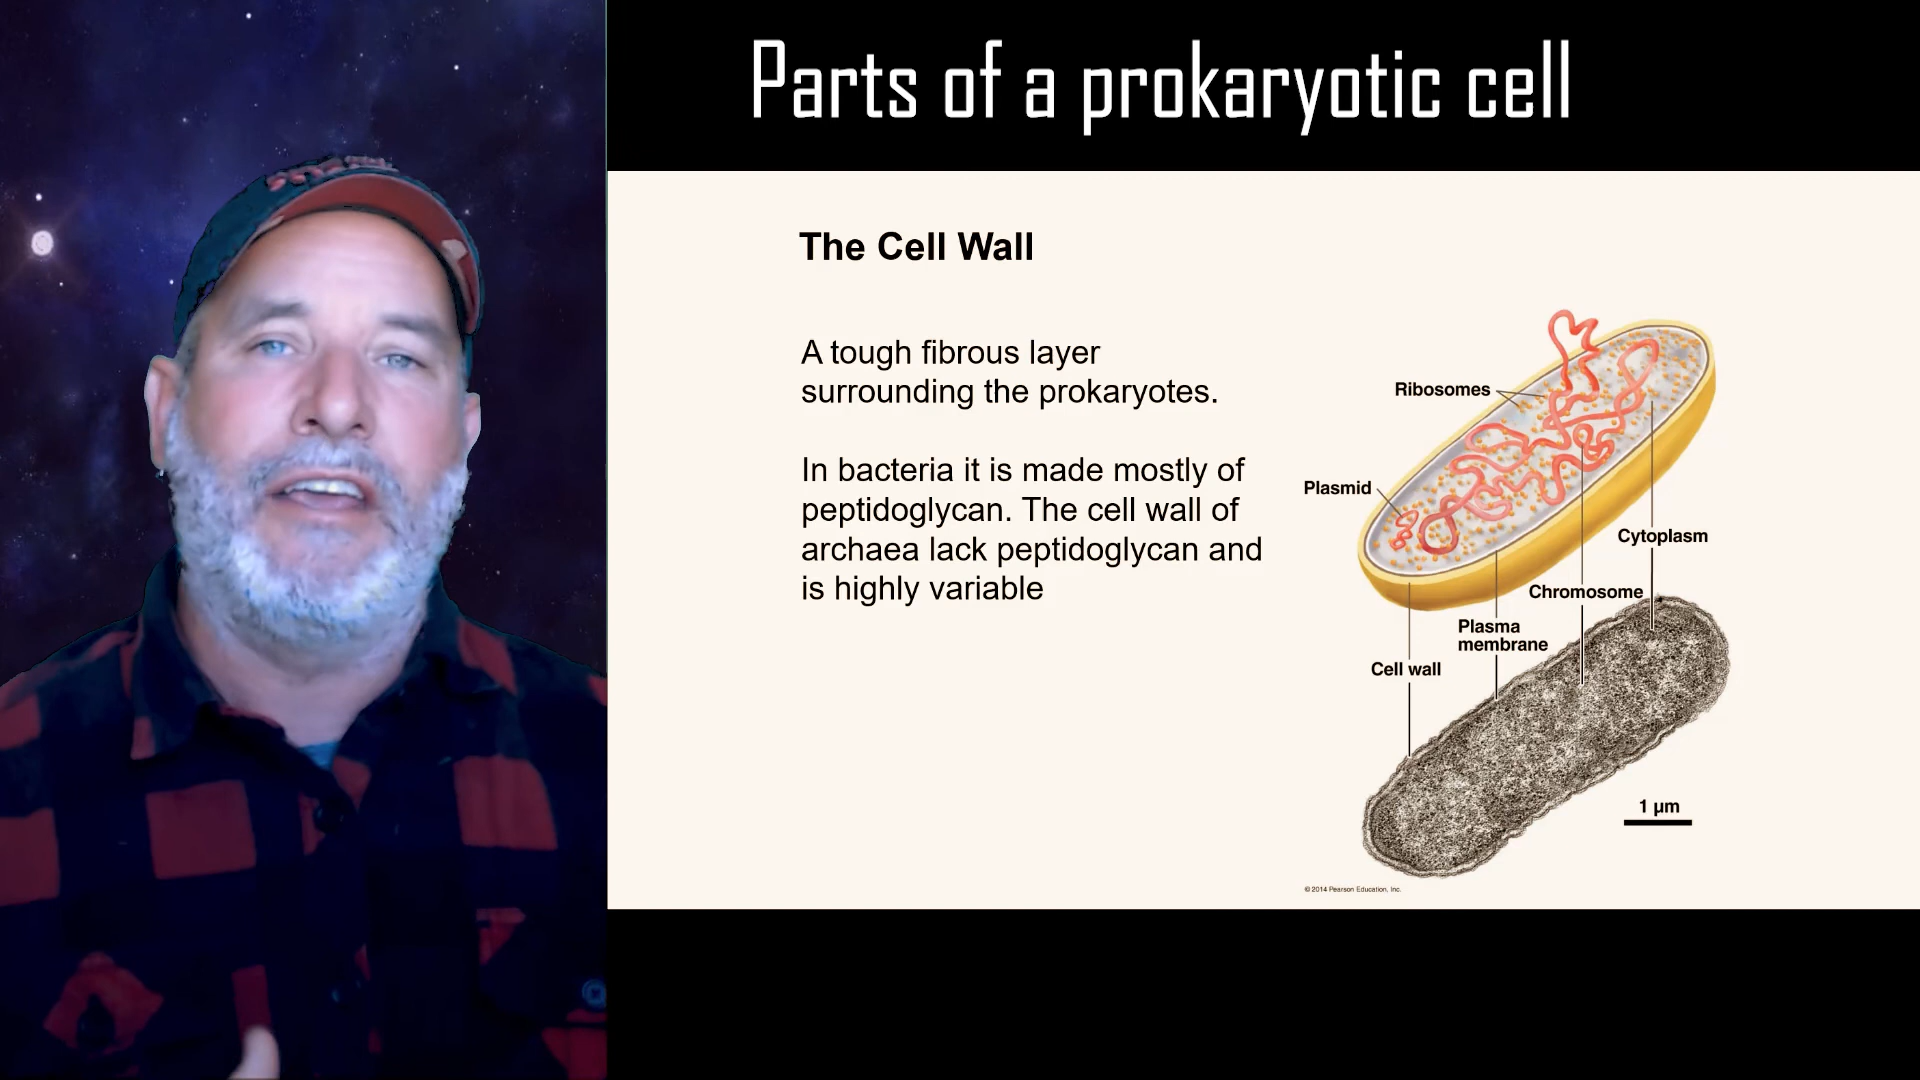 Parts of a prokaryotic cell
The Cell Wall
A tough fibrous layer
surrounding the prokaryotes.
In bacteria it is made mostly of
peptidoglycan. The cell wall of
archaea lack peptidoglycan and
is highly variable
Ribosomes
Plasmid
Cytoplasm
Chromosome
Plasma
membrane
Cell wall
1 µm
© 2014 Pearson Education, Inc.